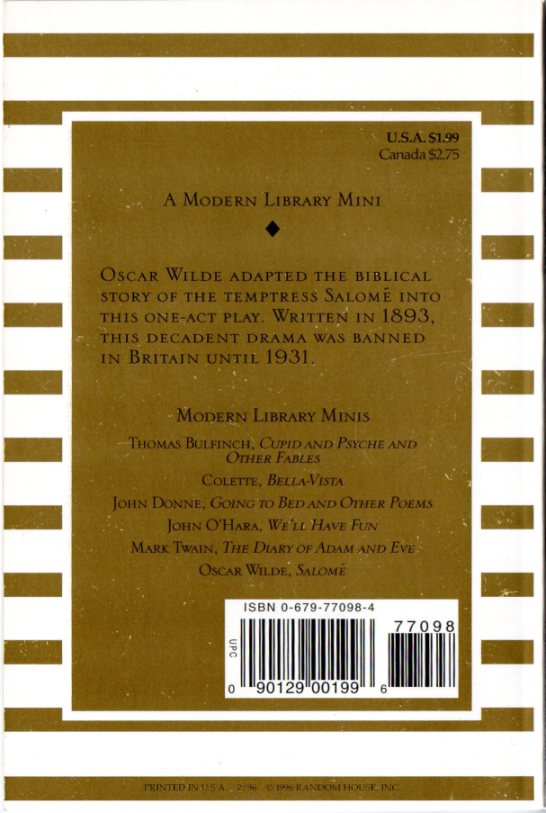 U.S.A. $1.99
Canada $2.75
A Modern Library Mini
Oscar Wilde adapted the biblical
story of the temptress Salomé into
this one-act play. Written in 1893,
this decadent drama was banned
in Britain until 1931.
Modern Library Minis
Thomas Bulfinch, Cupid and Psyche and
Other Fables
Colette, Bella-Vista
John Donne, Going to Bed and Other Poems
John O'Hara, We'll Have Fun
Mark Twain, The Diary of Adam and Eve
Oscar Wilde, Salomé
ISBN 0-679-77098-4
77098
UPC
0 90129 00199 6
PRINTED IN U.S.A. 2/96 © 1996 RANDOM HOUSE, INC.